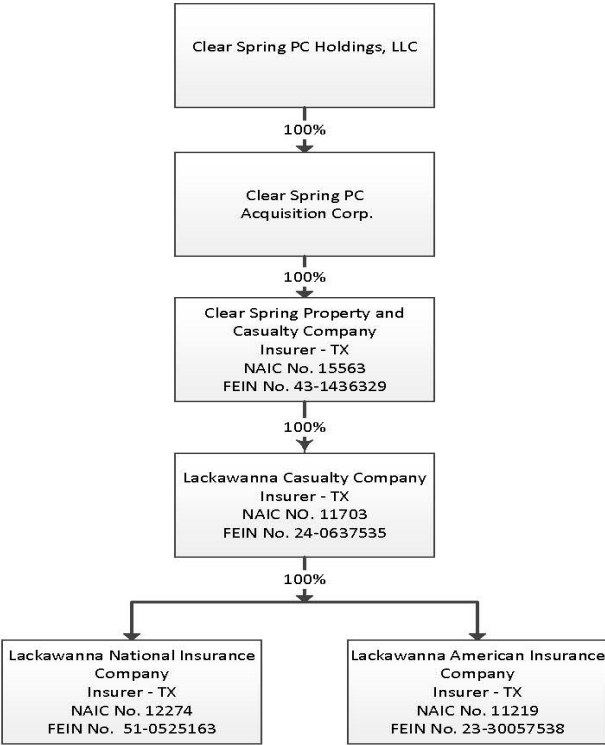 Clear Spring PC Holdings, LLC
100%
Clear Spring PC
Acquisition Corp.
100%
Clear Spring Property and
Casualty Company
Insurer - TX
NAIC No. 15563
FEIN No. 43-1436329
100%
Lackawanna Casualty Company
Insurer - TX
NAIC NO. 11703
FEIN No. 24-0637535
100%
Lackawanna National Insurance
Company
Insurer - TX
NAIC No. 12274
FEIN No.  51-0525163
Lackawanna American Insurance
Company
Insurer - TX
NAIC No. 11219
FEIN No. 23-30057538